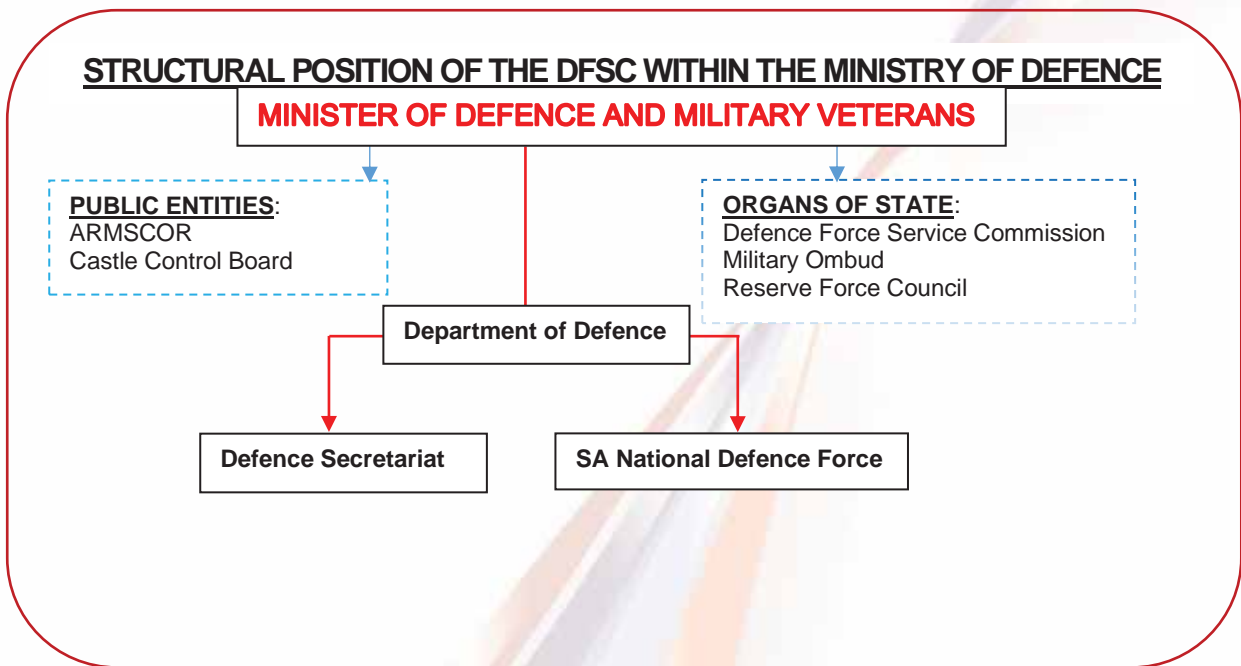 STRUCTURAL POSITION OF THE DFSC WITHIN THE MINISTRY OF DEFENCE
MINISTER OF DEFENCE AND MILITARY VETERANS
PUBLIC ENTITIES:
ARMSCOR
Castle Control Board
ORGANS OF STATE:
Defence Force Service Commission
Military Ombud
Reserve Force Council
Department of Defence
Defence Secretariat
SA National Defence Force